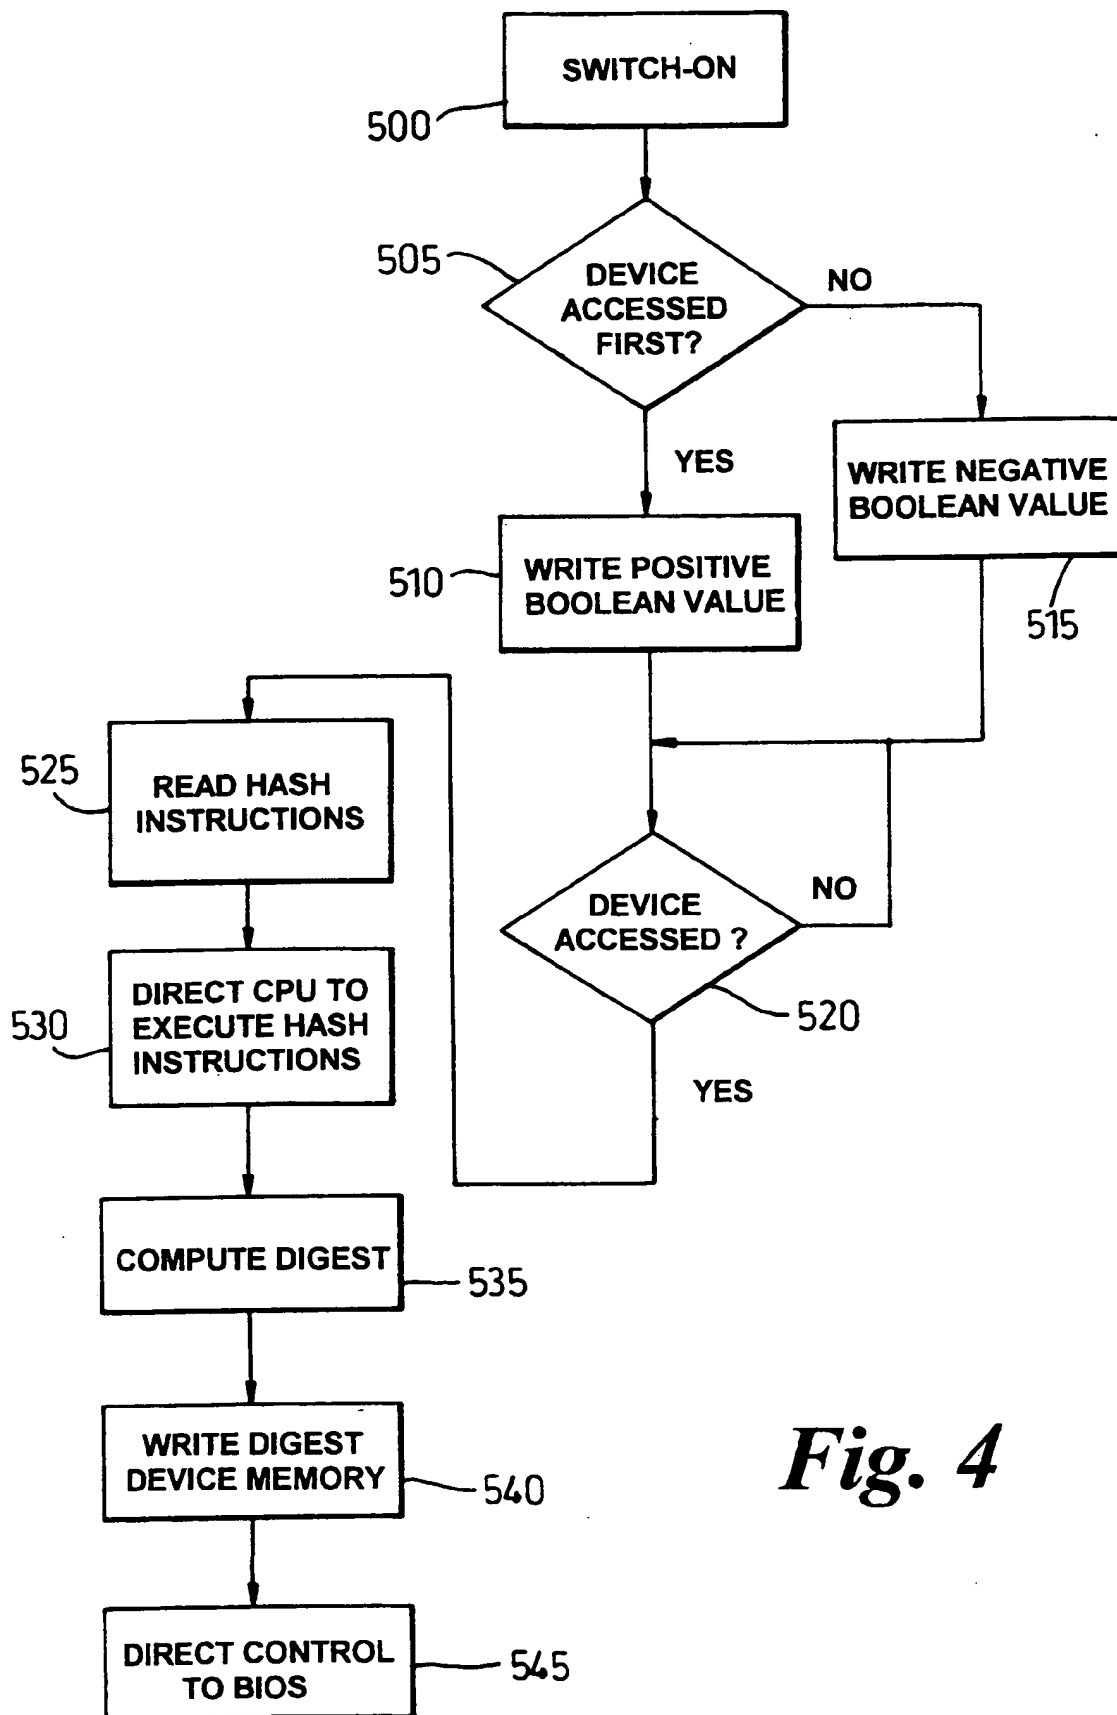 SWITCH-ON
500
505
DEVICE
ACCESSED
FIRST?
NO
YES
WRITE NEGATIVE
BOOLEAN VALUE
515
510
WRITE POSITIVE
BOOLEAN VALUE
525
READ HASH
INSTRUCTIONS
DEVICE
ACCESSED ?
NO
520
YES
530
DIRECT CPU TO
EXECUTE HASH
INSTRUCTIONS
COMPUTE DIGEST
535
WRITE DIGEST
DEVICE MEMORY
540
DIRECT CONTROL
TO BIOS
545
Fig. 4